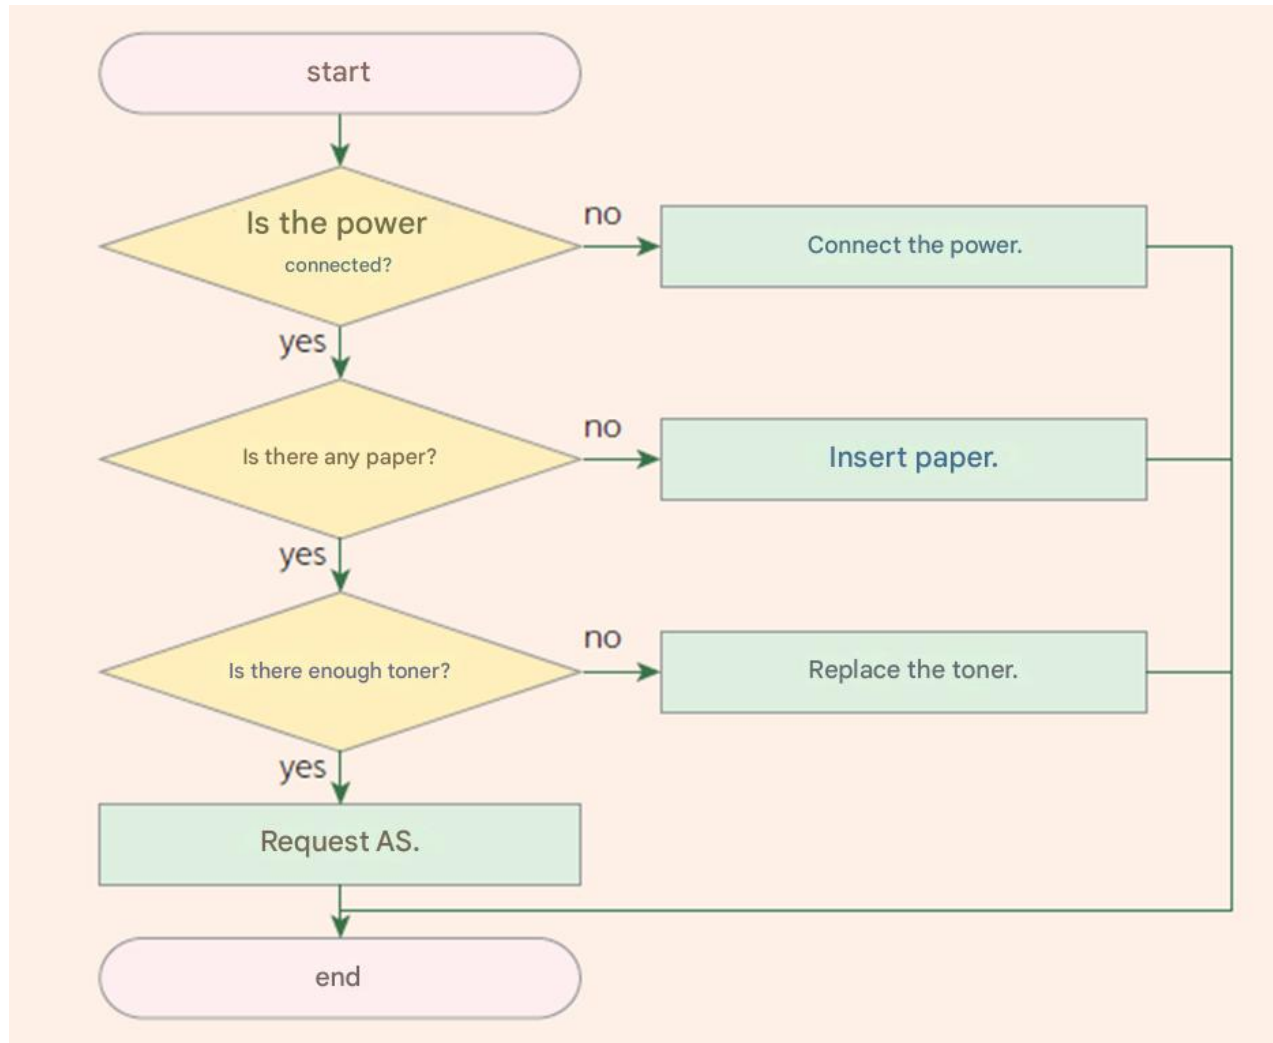 start
Is the power
connected?
no
Connect the power.
yes
Is there any paper?
no
Insert paper.
yes
Is there enough toner?
no
Replace the toner.
yes
Request AS.
end